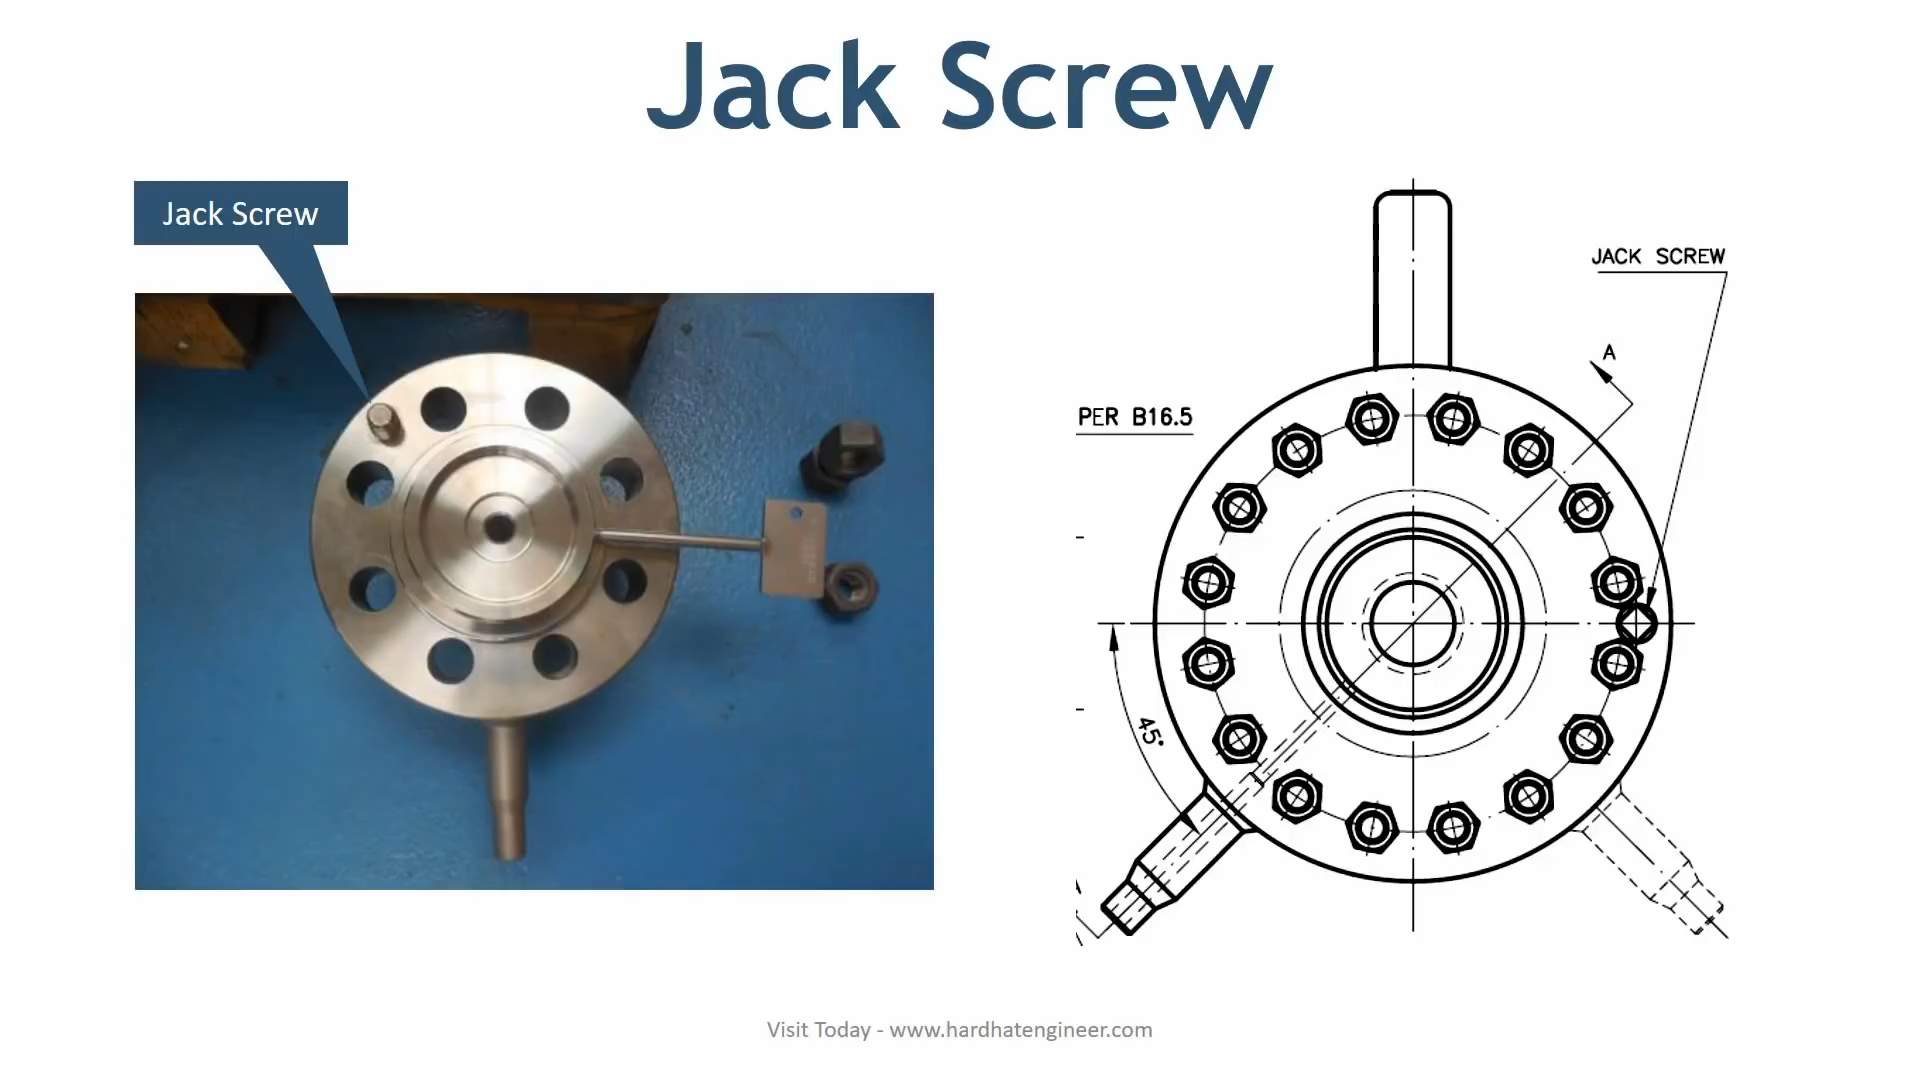 Jack Screw
Jack Screw
JACK SCREW
A
PER B16.5
45°
Visit Today - www.hardhatengineer.com